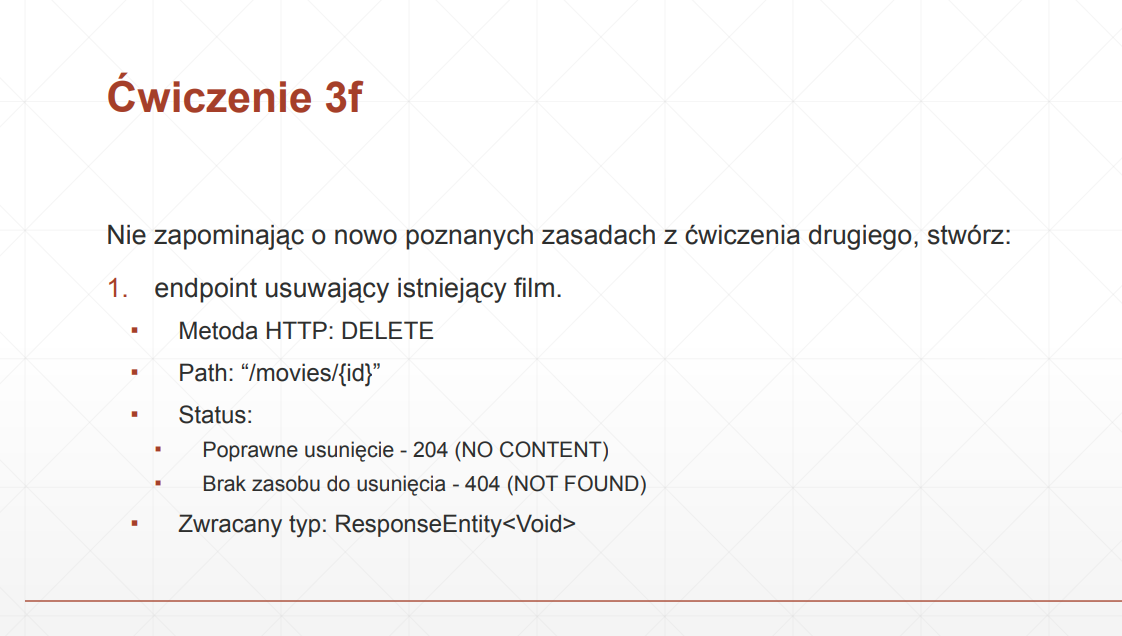 Ćwiczenie 3f
Nie zapominając o nowo poznanych zasadach z ćwiczenia drugiego, stwórz:
1. endpoint usuwający istniejący film.
▪ Metoda HTTP: DELETE
▪ Path: “/movies/{id}”
▪ Status:
▪ Poprawne usunięcie - 204 (NO CONTENT)
▪ Brak zasobu do usunięcia - 404 (NOT FOUND)
▪ Zwracany typ: ResponseEntity<Void>